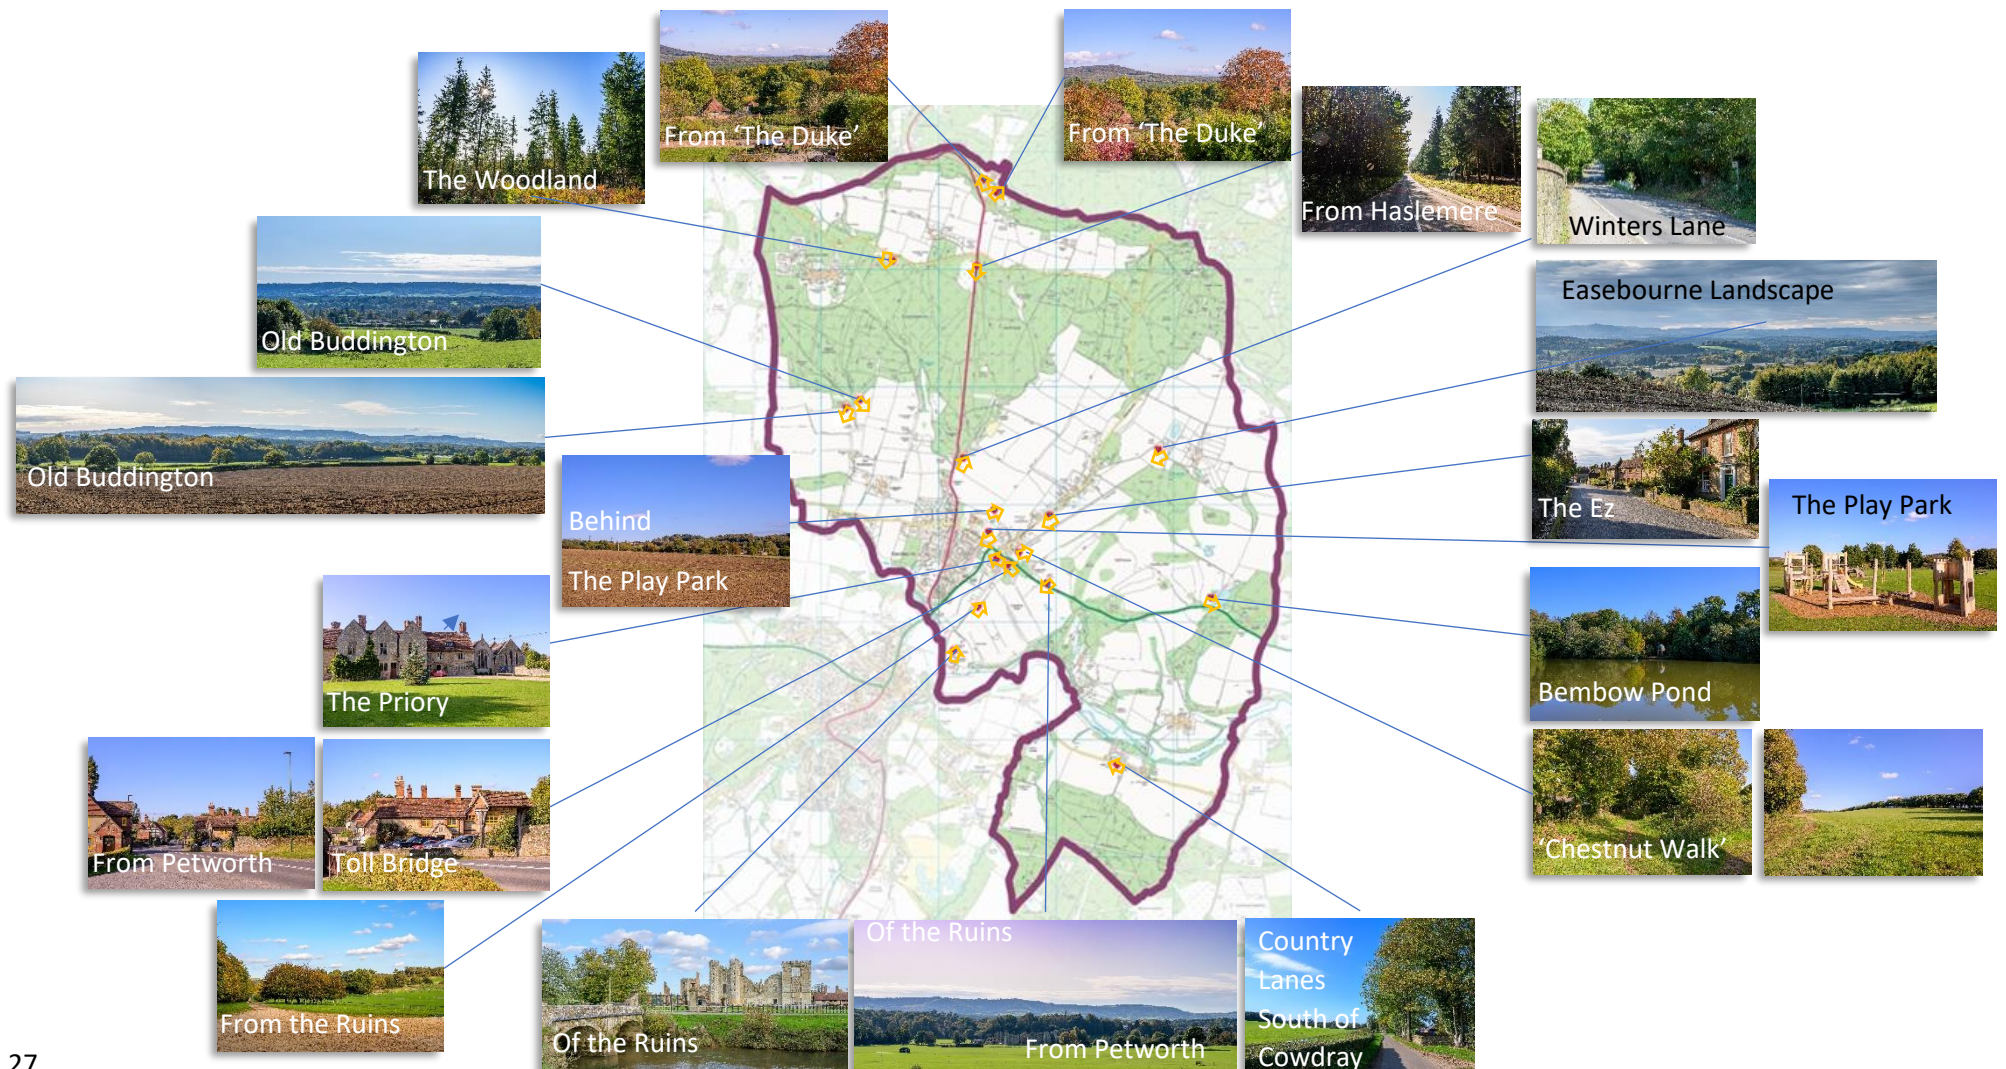 From ‘The Duke’
From ‘The Duke’
The Woodland
From Haslemere
Winters Lane
Easebourne Landscape
Old Buddington
Old Buddington
Behind
The Play Park
The Ez
The Play Park
The Priory
Bembow Pond
From Petworth
Toll Bridge
‘Chestnut Walk’
From the Ruins
Of the Ruins
Of the Ruins
From Petworth
Country
Lanes
South of
Cowdray
27